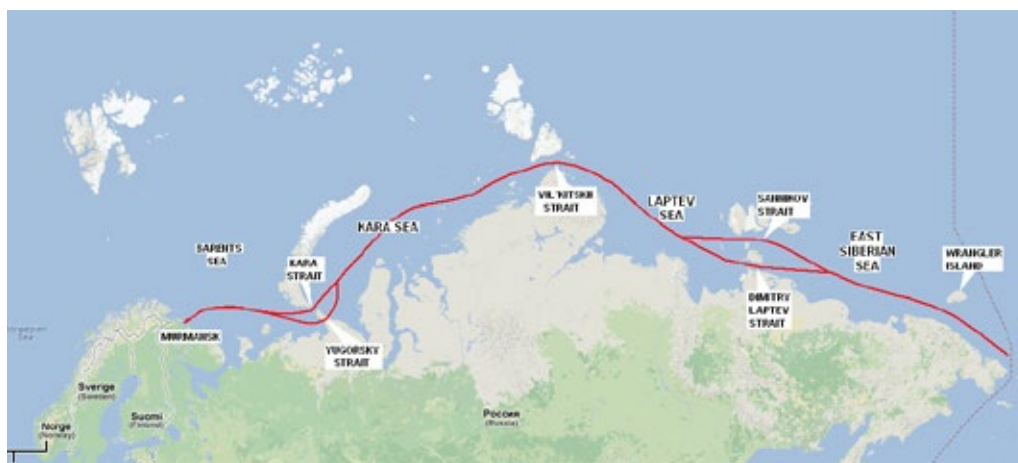 VIL'KITSKII
STRAIT
LAPTEV
SEA
SANNIKOV
STRAIT
KARA SEA
BARENTS
SEA
KARA
STRAIT
EAST
SIBERIAN
SEA
WRANGLER
ISLAND
DIMITRY
LAPTEV
STRAIT
MURMANSK
YUGORSKY
STRAIT
Sverige
(Sweden)
Norge
(Norway)
Suomi
(Finland)
Россия
(Russia)